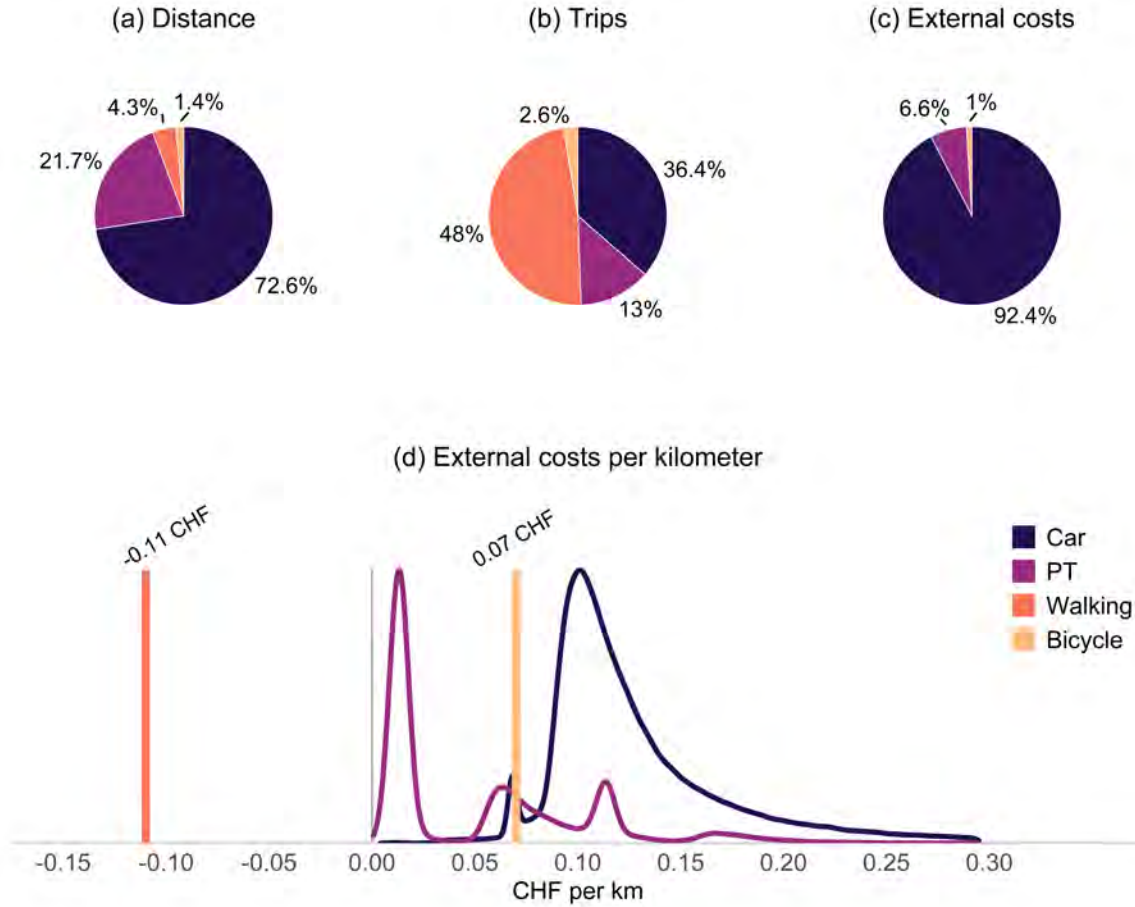 (a) Distance
(b) Trips
(c) External costs
4.3%
1.4%
21.7%
72.6%
2.6%
36.4%
48%
13%
6.6%
1%
92.4%
(d) External costs per kilometer
-0.11 CHF
0.07 CHF
Car
PT
Walking
Bicycle
-0.15
-0.10
-0.05
0.00
0.05
0.10
0.15
0.20
0.25
0.30
CHF per km